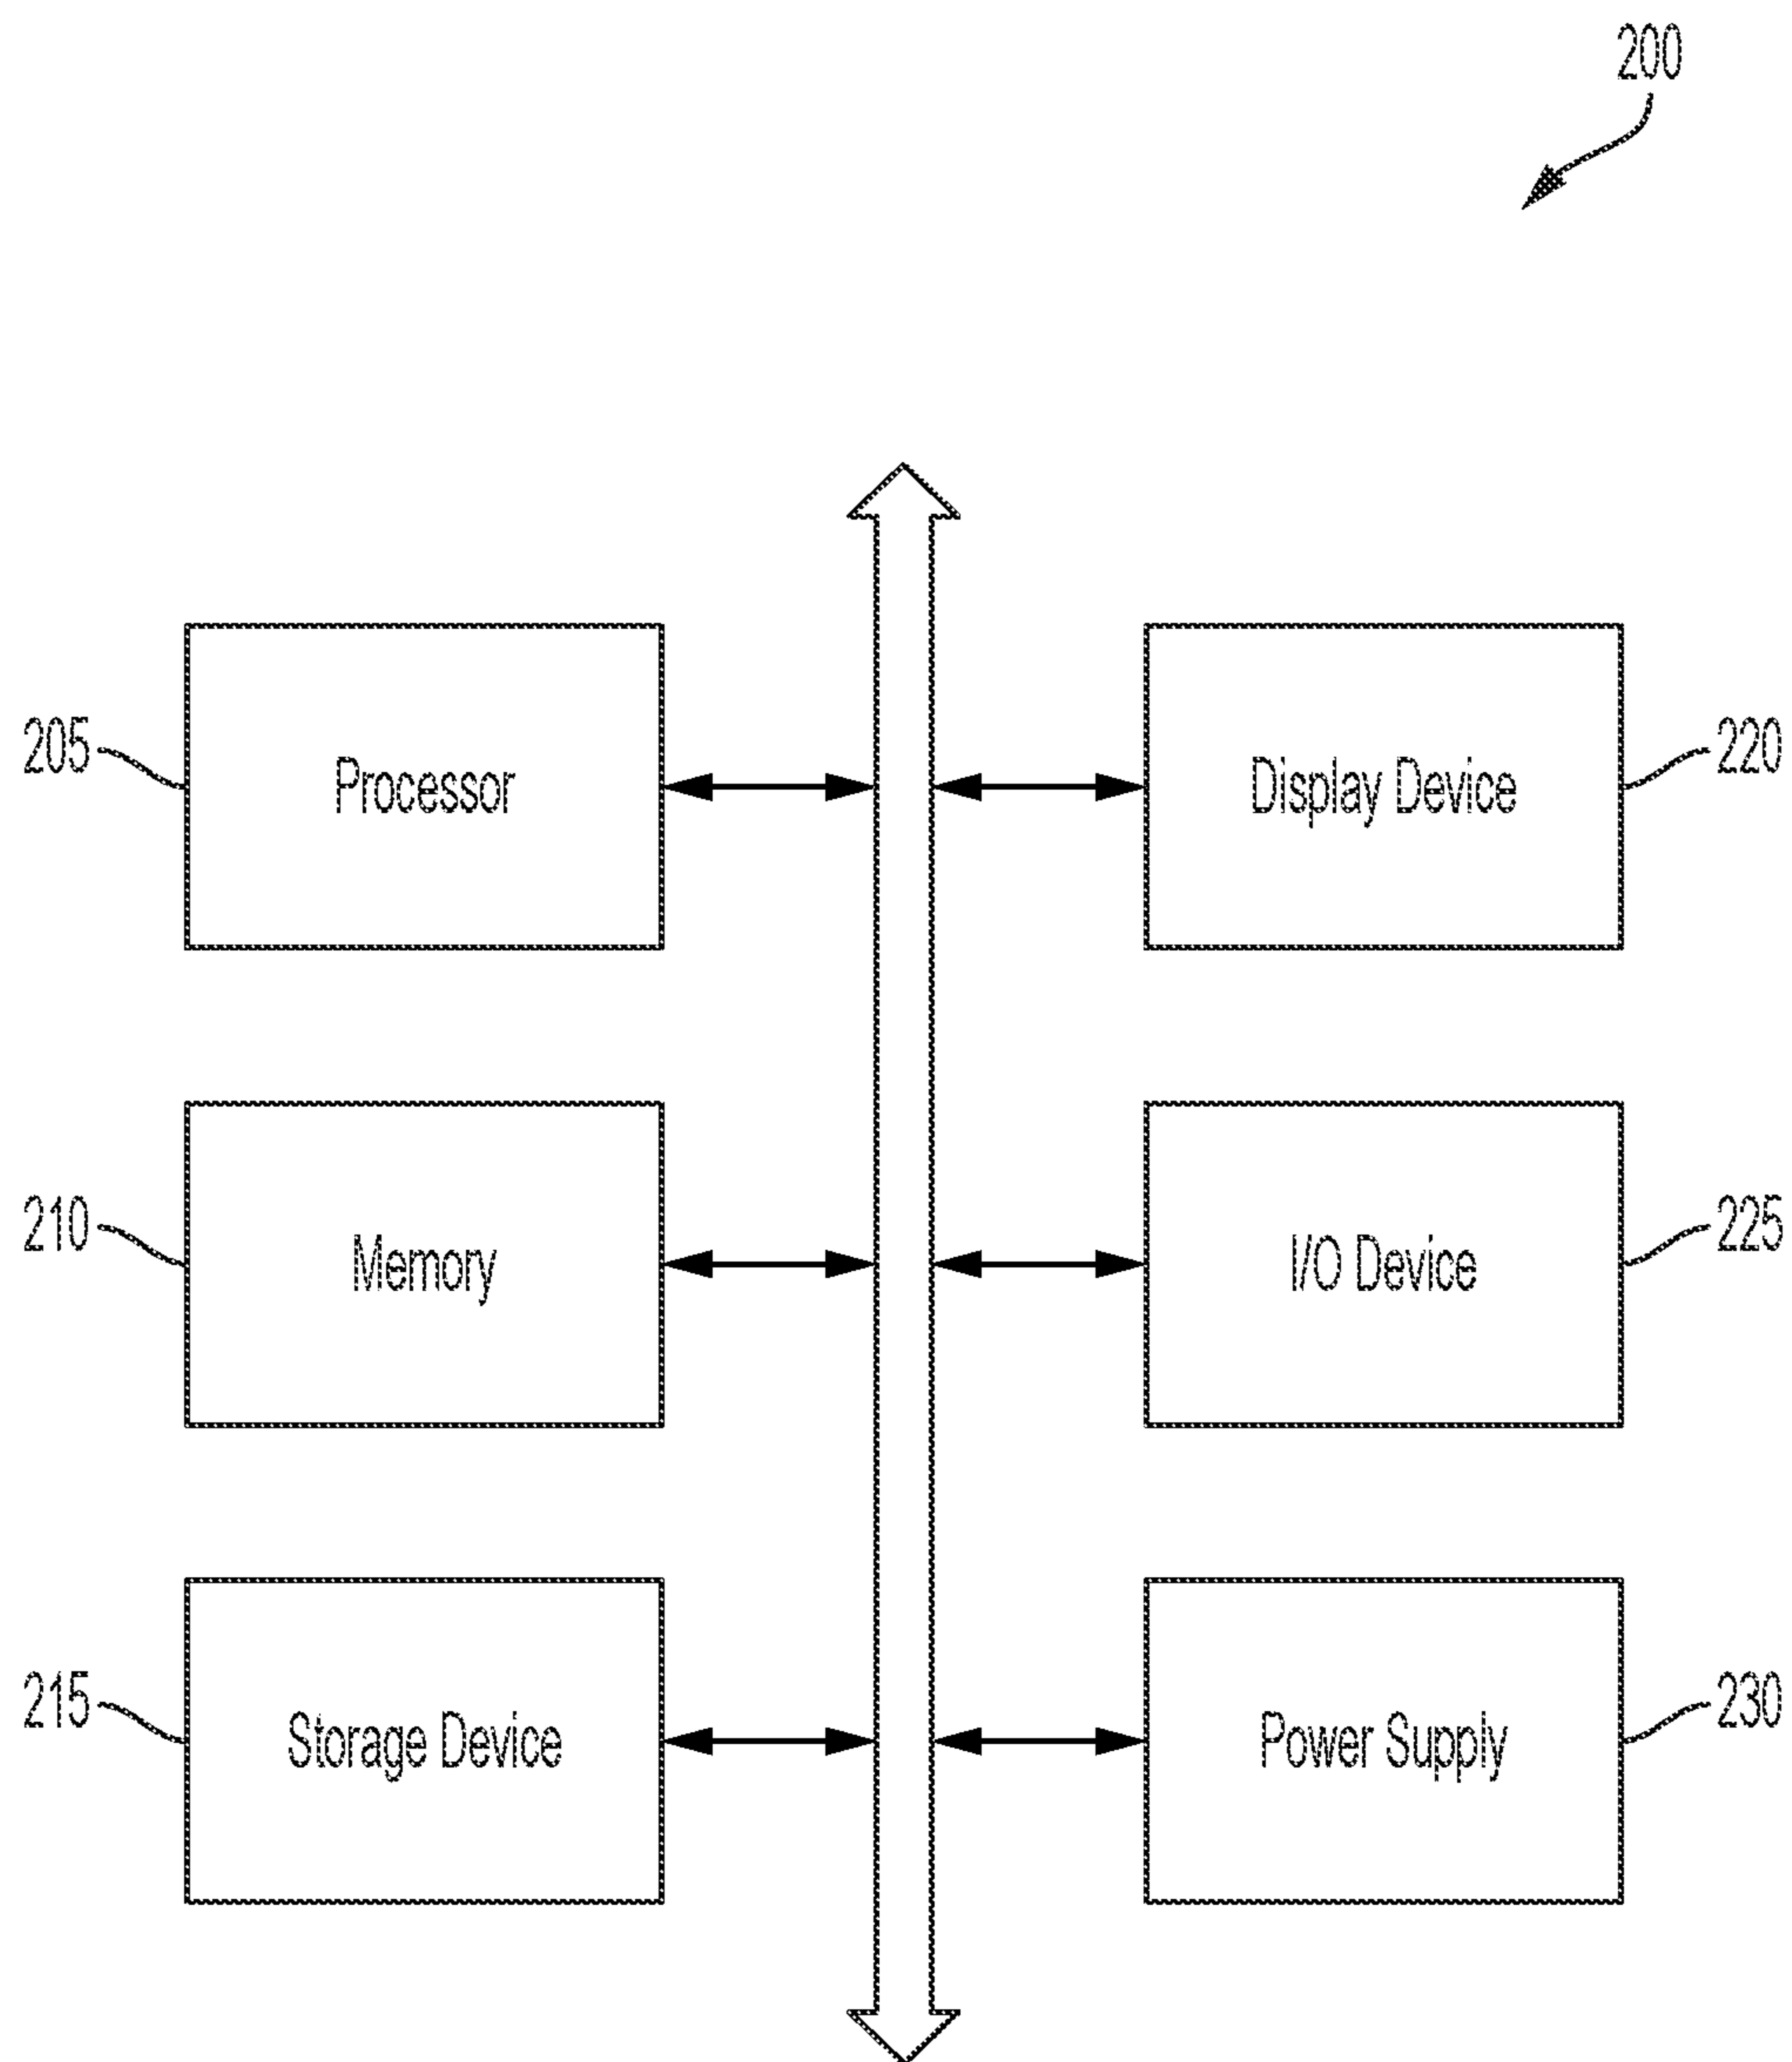 200
205
Processor
Display Device
220
210
Memory
I/O Device
225
215
Storage Device
Power Supply
230